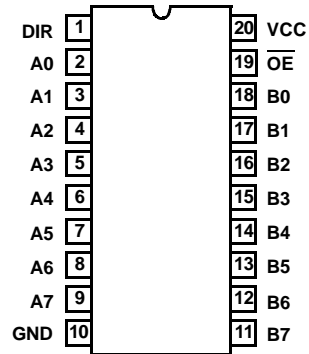 DIR 1 20 VCC
A0 2 19 O̅E̅
A1 3 18 B0
A2 4 17 B1
A3 5 16 B2
A4 6 15 B3
A5 7 14 B4
A6 8 13 B5
A7 9 12 B6
GND 10 11 B7